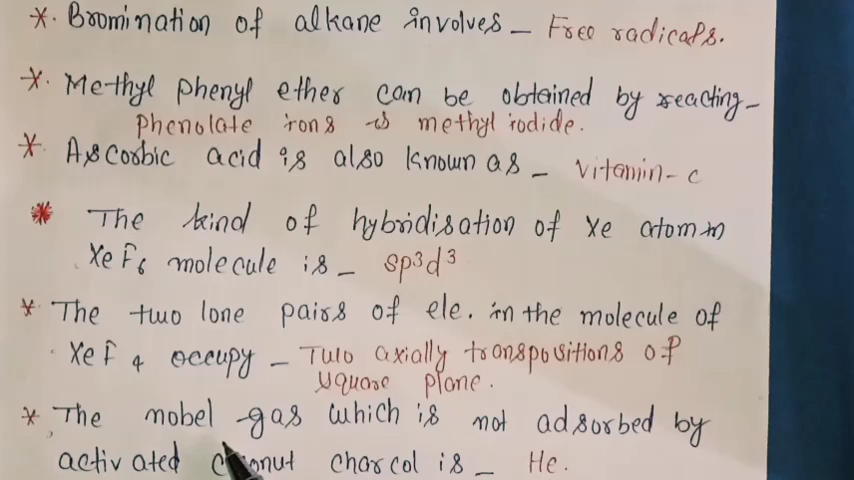 *. Bromination of alkane involves – Free radicals.
*. Methyl phenyl ether can be obtained by reacting –
phenolate irons & methyl iodide.
* Ascorbic acid is also known as – vitamin-c
* The kind of hybridisation of Xe atom in
XeF6 molecule is – sp3d3
* The two lone pairs of ele. in the molecule of
XeF4 occupy – Two axially transpositions of
square plane.
* The nobel gas which is not adsorbed by
activated charcol is – He.